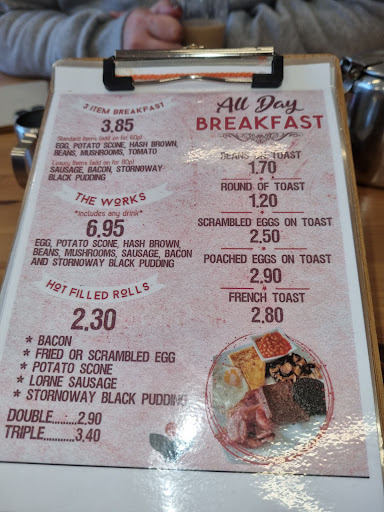 3 ITEM BREAKFAST
3.85
Standard Items (add on for 60p)
EGG, POTATO SCONE, HASH BROWN,
BEANS, MUSHROOMS, TOMATO
Luxury Items (add on for 80p)
SAUSAGE, BACON, STORNOWAY
BLACK PUDDING
THE WORKS
*includes any drink*
6,95
EGG, POTATO SCONE, HASH BROWN,
BEANS, MUSHROOMS, SAUSAGE, BACON
AND STORNOWAY BLACK PUDDING
HOT FILLED ROLLS
2.30
* BACON
* FRIED OR SCRAMBLED EGG
* POTATO SCONE
* LORNE SAUSAGE
* STORNOWAY BLACK PUDDING
DOUBLE.........2.90
TRIPLE..........3.40
All Day
BREAKFAST
BEANS ON TOAST
1.70
ROUND OF TOAST
1.20
SCRAMBLED EGGS ON TOAST
2.50
POACHED EGGS ON TOAST
2.90
FRENCH TOAST
2.80